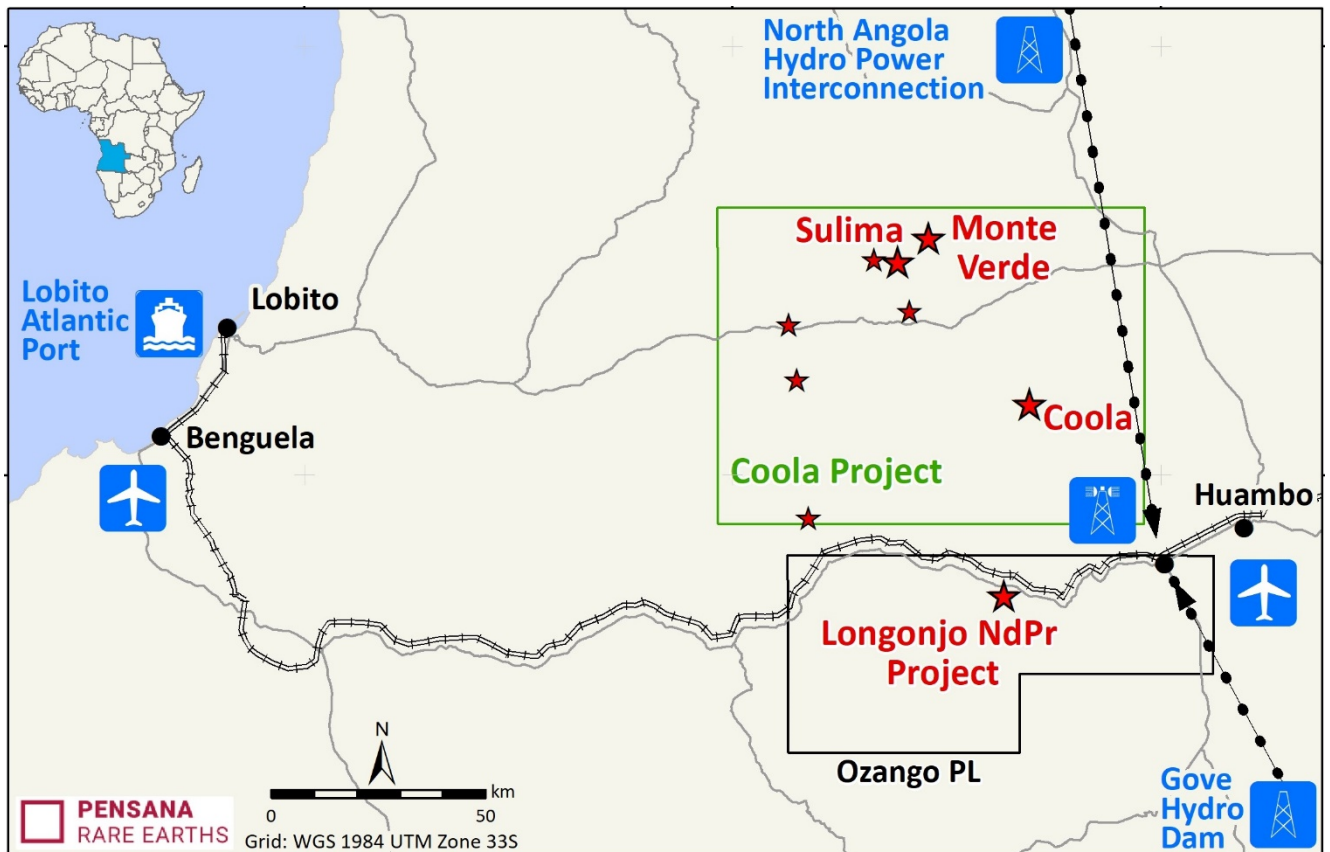 North Angola
Hydro Power
Interconnection
Sulima
Monte
Verde
Lobito
Atlantic
Port
Lobito
Benguela
Coola
Coola Project
Huambo
Longonjo NdPr
Project
Ozango PL
Gove
Hydro
Dam
N
km
0 50
Grid: WGS 1984 UTM Zone 33S
PENSANA
RARE EARTHS